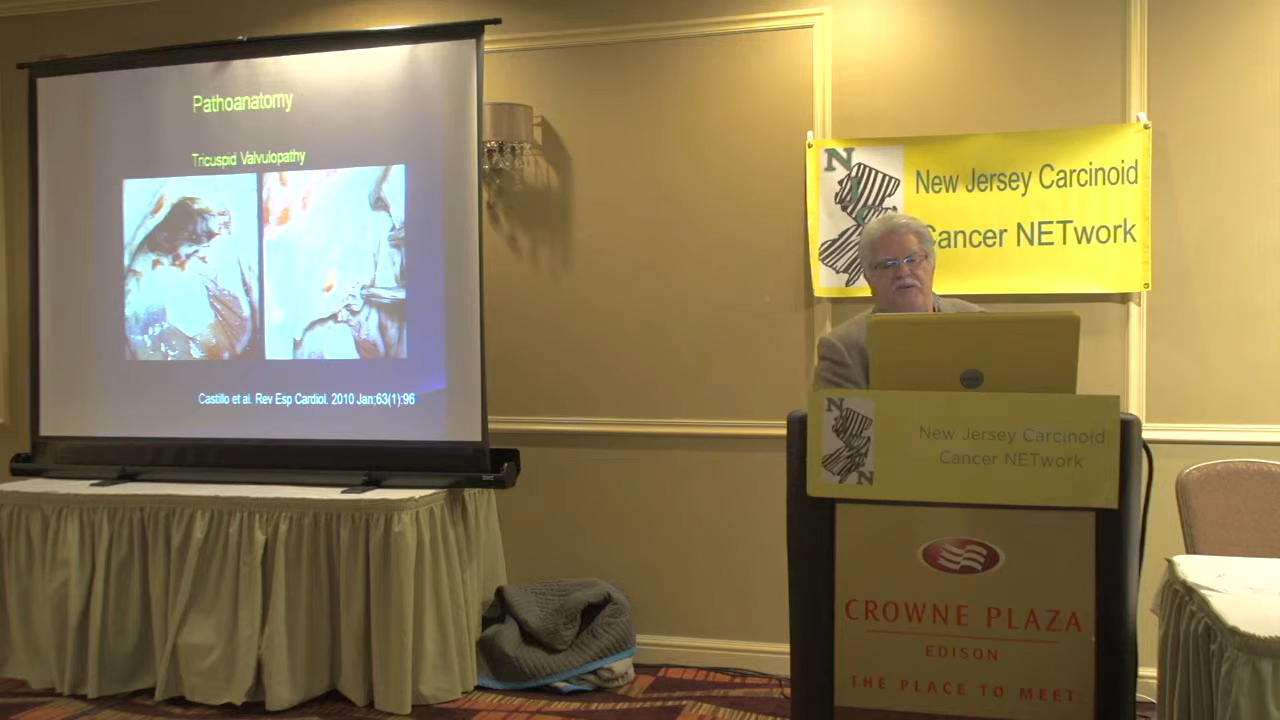 Pathoanatomy
Tricuspid Valvulopathy
Castillo et al. Rev Esp Cardiol. 2010 Jan;63(1):96
N
New Jersey Carcinoid
Cancer NETwork
N
New Jersey Carcinoid
Cancer NETwork
N
CROWNE PLAZA
EDISON
THE PLACE TO MEET